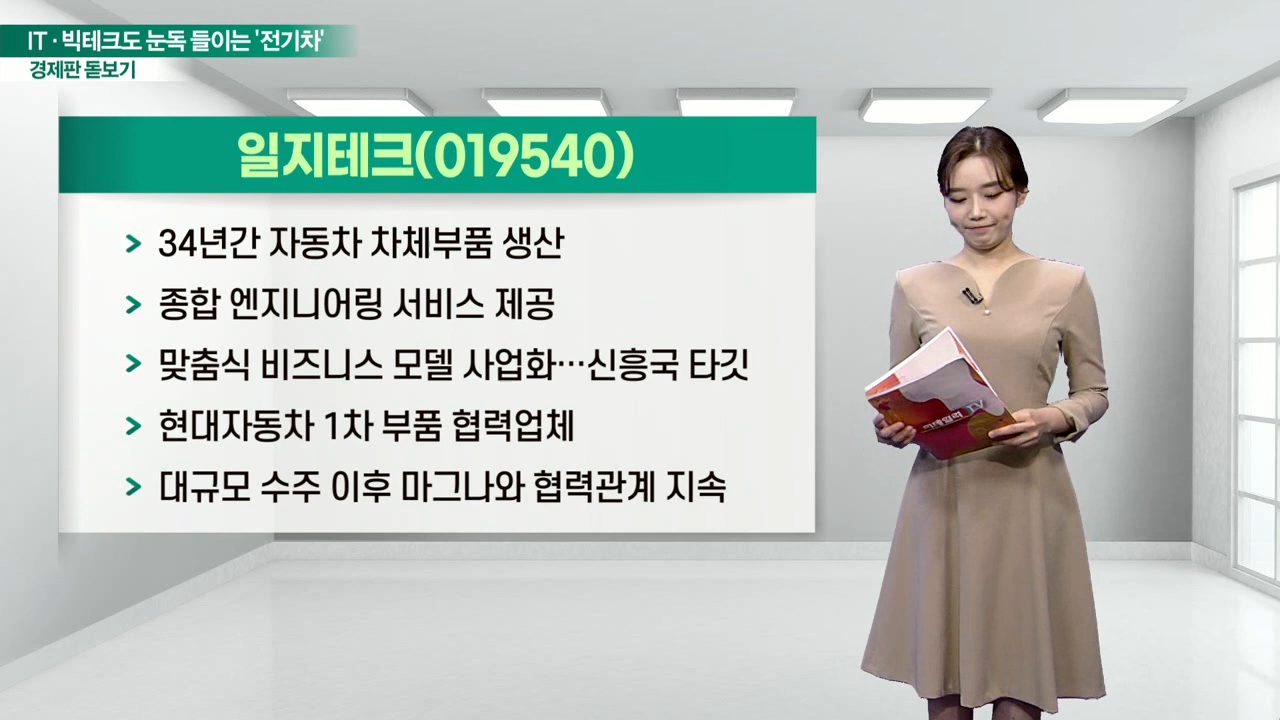 IT·빅테크도 눈독 들이는 '전기차'
경제판 돋보기
일지테크(019540)
> 34년간 자동차 차체부품 생산
> 종합 엔지니어링 서비스 제공
> 맞춤식 비즈니스 모델 사업화…신흥국 타깃
> 현대자동차 1차 부품 협력업체
> 대규모 수주 이후 마그나와 협력관계 지속
이데일리 TV